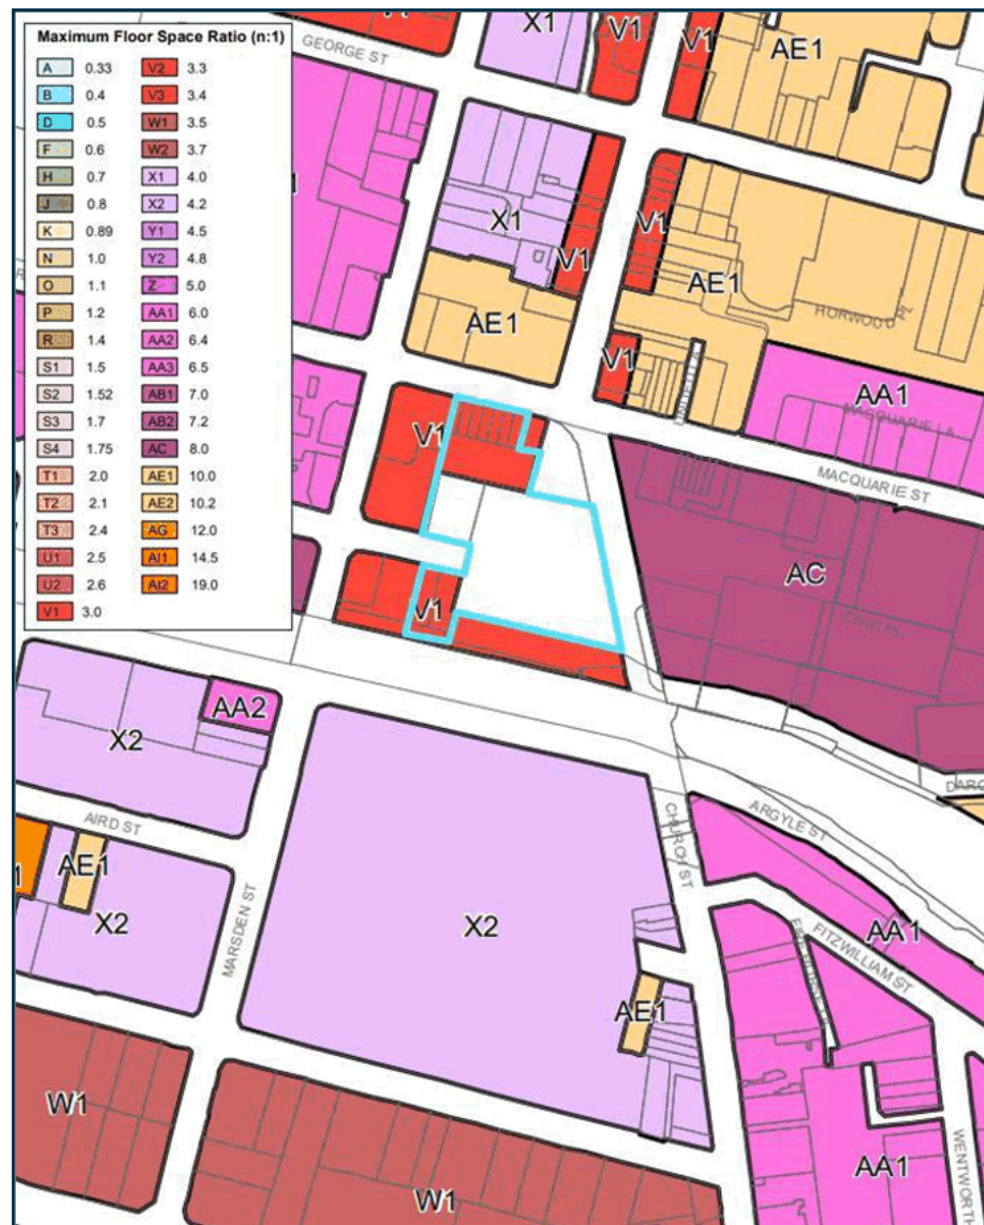 Maximum Floor Space Ratio (n:1)
A 0.33
B 0.4
D 0.5
F 0.6
H 0.7
J 0.8
K 0.89
N 1.0
O 1.1
P 1.2
R 1.4
S1 1.5
S2 1.52
S3 1.7
S4 1.75
T1 2.0
T2 2.1
T3 2.4
U1 2.5
U2 2.6
V1 3.0
V2 3.3
V3 3.4
W1 3.5
W2 3.7
X1 4.0
X2 4.2
Y1 4.5
Y2 4.8
Z 5.0
AA1 6.0
AA2 6.4
AA3 6.5
AB1 7.0
AB2 7.2
AC 8.0
AE1 10.0
AE2 10.2
AG 12.0
AI1 14.5
AI2 19.0
GEORGE ST
X1
V1
V1
AE1
X1
V1
V1
AE1
AE1
HORWOOD PL
V1
AA1
MACQUARIE LA
V1
MACQUARIE ST
AC
CIVIC PL
V1
AA2
X2
AIRD ST
AE1
X2
MARSDEN ST
X2
CHURCH ST
ARGYLE ST
DARC
AA1
FITZWILLIAM ST
AE1
W1
W1
AA1
WENTWORTH